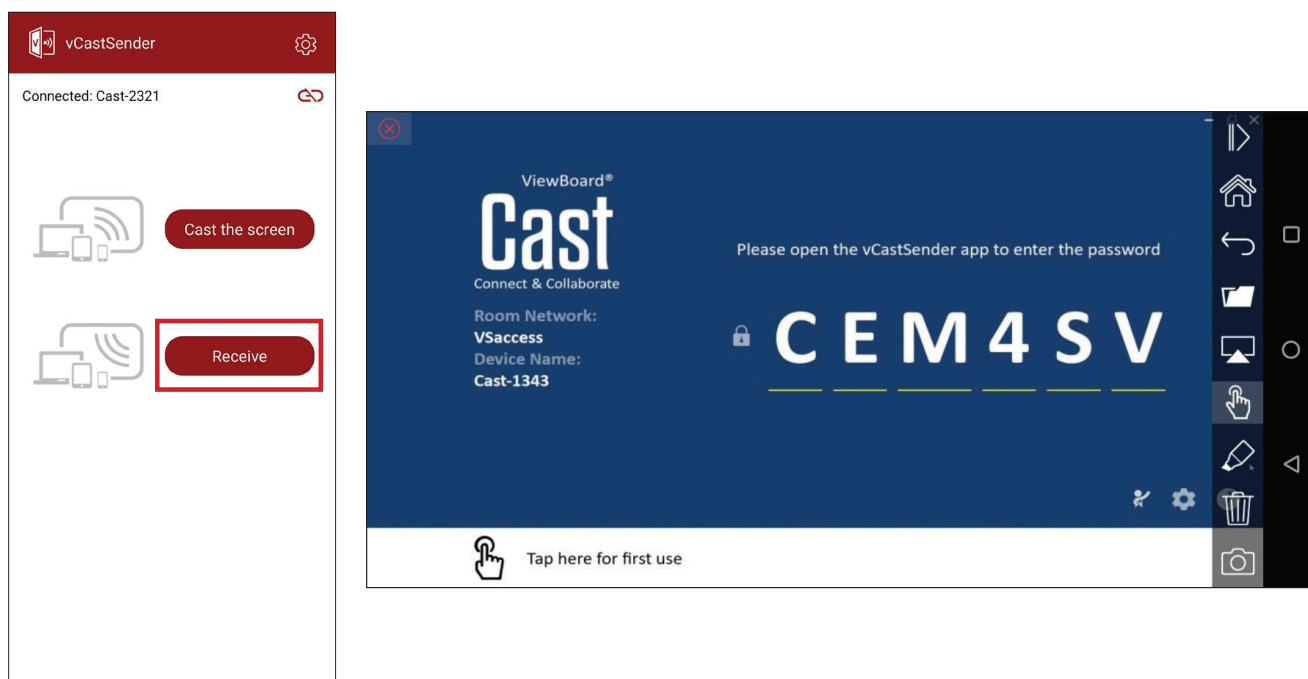 vCastSender
Connected: Cast-2321
Cast the screen
Receive
ViewBoard®
Cast
Connect & Collaborate
Room Network:
VSaccess
Device Name:
Cast-1343
Please open the vCastSender app to enter the password
C E M 4 S V
Tap here for first use